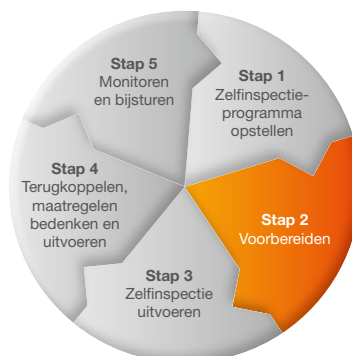 Stap 1
Zelfinspectie-
programma
opstellen
Stap 2
Voorbereiden
Stap 3
Zelfinspectie
uitvoeren
Stap 4
Terugkoppelen,
maatregelen
bedenken en
uitvoeren
Stap 5
Monitoren
en bijsturen